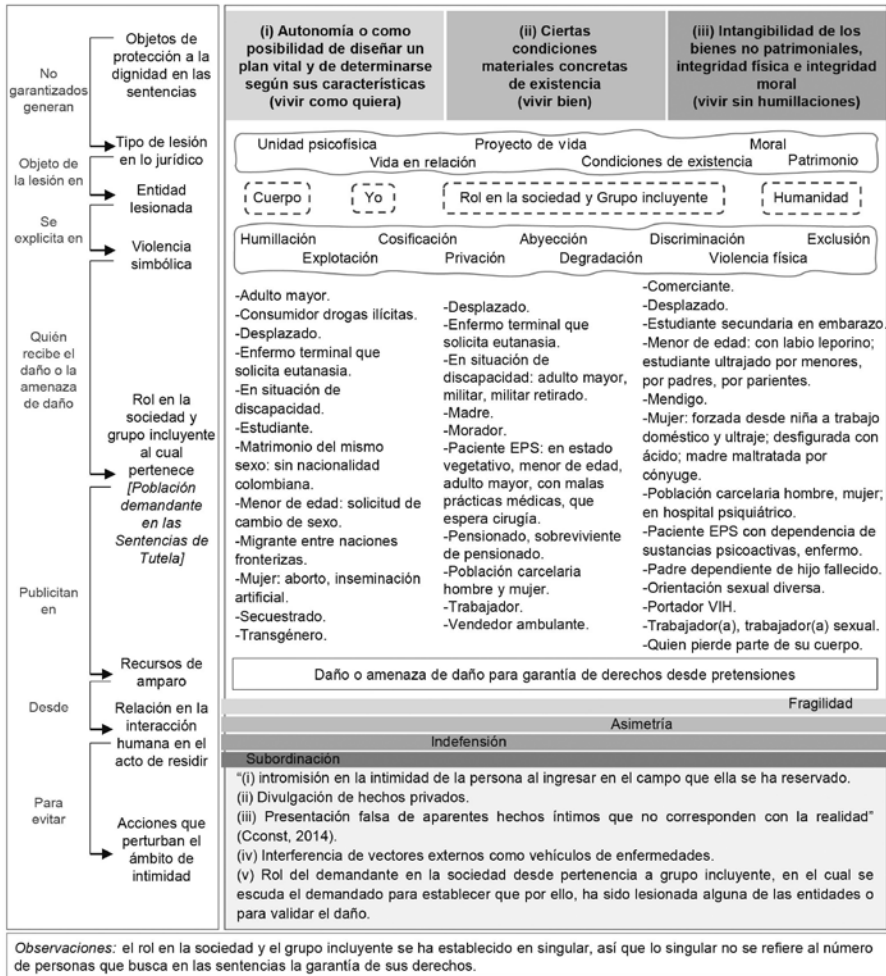 No
garantizados
generan
Objeto de
la lesión en
Se
explicita en
Quién
recibe el
daño o la
amenaza
de daño
Publicitan
en
Desde
Para
evitar
Objetos de
protección a la
dignidad en las
sentencias
Tipo de lesión
en lo jurídico
Entidad
lesionada
Violencia
simbólica
Rol en la
sociedad y
grupo incluyente
al cual
pertenece
[Población
demandante
en las
Sentencias de
Tutela]
Recursos de
amparo
Relación en la
interacción
humana en el
acto de residir
Acciones que
perturban el
ámbito de
intimidad
(i) Autonomía o como
posibilidad de diseñar un
plan vital y de determinarse
según sus características
(vivir como quiera)
(ii) Ciertas
condiciones
materiales concretas
de existencia
(vivir bien)
(iii) Intangibilidad de los
bienes no patrimoniales,
integridad física e integridad
moral
(vivir sin humillaciones)
Unidad psicofísica Proyecto de vida Moral
Vida en relación Condiciones de existencia Patrimonio
Cuerpo Yo Rol en la sociedad y Grupo incluyente Humanidad
Humillación Cosificación Abyección Discriminación Exclusión
Explotación Privación Degradación Violencia física
-Adulto mayor.
-Consumidor drogas ilícitas.
-Desplazado.
-Enfermo terminal que
solicita eutanasia.
-En situación de
discapacidad.
-Estudiante.
-Matrimonio del mismo
sexo: sin nacionalidad
colombiana.
-Menor de edad: solicitud de
cambio de sexo.
-Migrante entre naciones
fronterizas.
-Mujer: aborto, inseminación
artificial.
-Secuestrado.
-Transgénero.
-Desplazado.
-Enfermo terminal que
solicita eutanasia.
-En situación de
discapacidad: adulto mayor,
militar, militar retirado.
-Madre.
-Morador.
-Paciente EPS: en estado
vegetativo, menor de edad,
adulto mayor, con malas
prácticas médicas, que
espera cirugía.
-Pensionado, sobreviviente
de pensionado.
-Población carcelaria
hombre y mujer.
-Trabajador.
-Vendedor ambulante.
-Comerciante.
-Desplazado.
-Estudiante secundaria en embarazo.
-Menor de edad: con labio leporino;
estudiante ultrajado por menores,
por padres, por parientes.
-Mendigo.
-Mujer: forzada desde niña a trabajo
doméstico y ultraje; desfigurada con
ácido; madre maltratada por
cónyuge.
-Población carcelaria hombre, mujer;
en hospital psiquiátrico.
-Paciente EPS con dependencia de
sustancias psicoactivas, enfermo.
-Padre dependiente de hijo fallecido.
-Orientación sexual diversa.
-Portador VIH.
-Trabajador(a), trabajador(a) sexual.
-Quien pierde parte de su cuerpo.
Daño o amenaza de daño para garantía de derechos desde pretensiones
Fragilidad
Asimetría
Indefensión
Subordinación
"(i) intromisión en la intimidad de la persona al ingresar en el campo que ella se ha reservado.
(ii) Divulgación de hechos privados.
(iii) Presentación falsa de aparentes hechos íntimos que no corresponden con la realidad"
(Cconst, 2014).
(iv) Interferencia de vectores externos como vehículos de enfermedades.
(v) Rol del demandante en la sociedad desde pertenencia a grupo incluyente, en el cual se
escuda el demandado para establecer que por ello, ha sido lesionada alguna de las entidades o
para validar el daño.
Observaciones: el rol en la sociedad y el grupo incluyente se ha establecido en singular, así que lo singular no se refiere al número
de personas que busca en las sentencias la garantía de sus derechos.